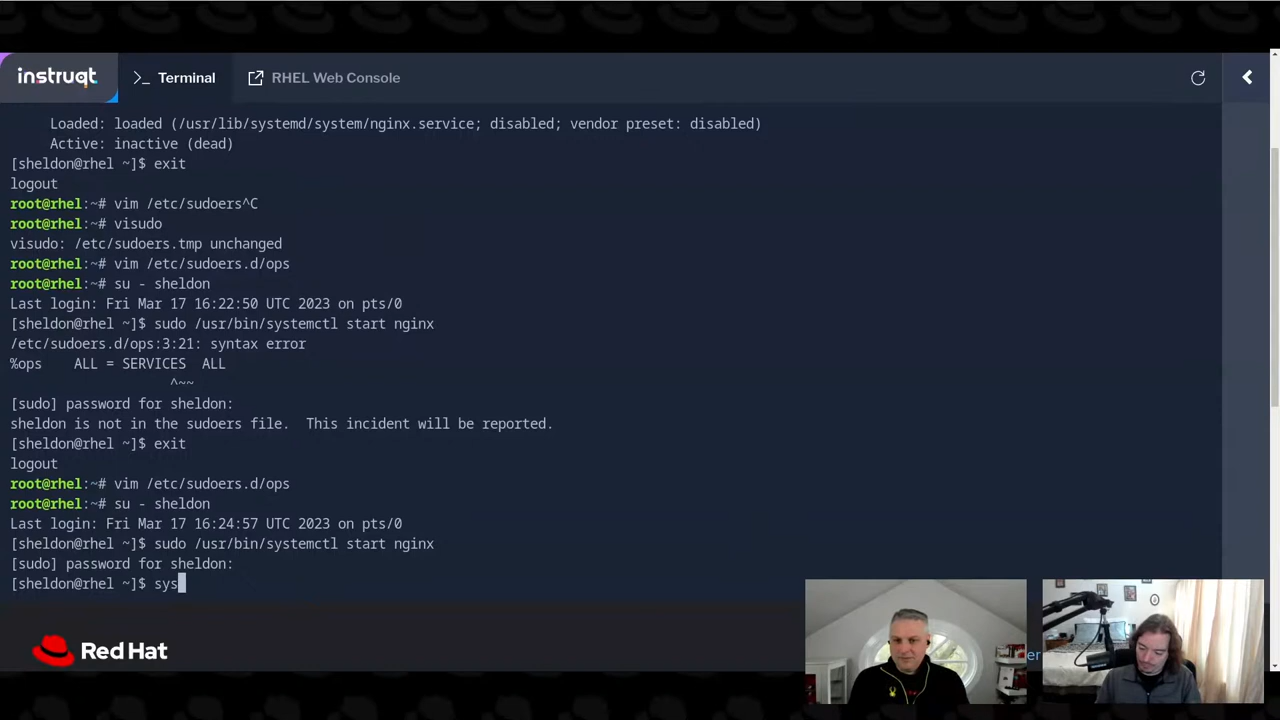 instruqt
>_ Terminal
RHEL Web Console
Loaded: loaded (/usr/lib/systemd/system/nginx.service; disabled; vendor preset: disabled)
Active: inactive (dead)
[sheldon@rhel ~]$ exit
logout
root@rhel:~# vim /etc/sudoers^C
root@rhel:~# visudo
visudo: /etc/sudoers.tmp unchanged
root@rhel:~# vim /etc/sudoers.d/ops
root@rhel:~# su - sheldon
Last login: Fri Mar 17 16:22:50 UTC 2023 on pts/0
[sheldon@rhel ~]$ sudo /usr/bin/systemctl start nginx
/etc/sudoers.d/ops:3:21: syntax error
%ops    ALL = SERVICES  ALL
                    ^~~
[sudo] password for sheldon:
sheldon is not in the sudoers file.  This incident will be reported.
[sheldon@rhel ~]$ exit
logout
root@rhel:~# vim /etc/sudoers.d/ops
root@rhel:~# su - sheldon
Last login: Fri Mar 17 16:24:57 UTC 2023 on pts/0
[sheldon@rhel ~]$ sudo /usr/bin/systemctl start nginx
[sudo] password for sheldon:
[sheldon@rhel ~]$ sys
Red Hat